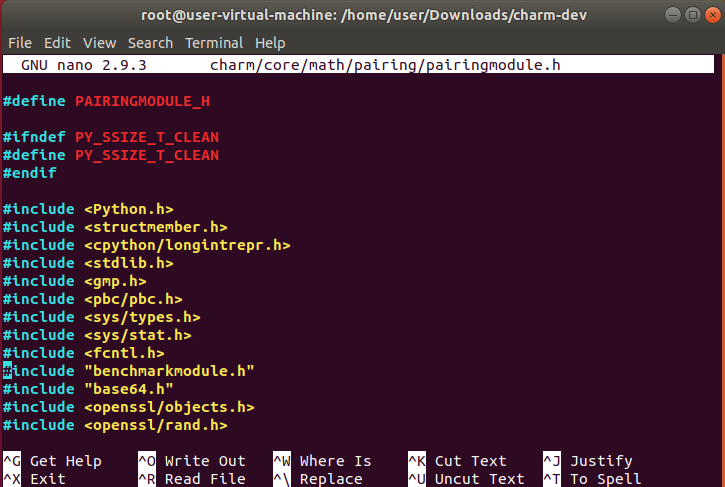 root@user-virtual-machine: /home/user/Downloads/charm-dev
File Edit View Search Terminal Help
GNU nano 2.9.3 charm/core/math/pairing/pairingmodule.h
#define PAIRINGMODULE_H
#ifndef PY_SSIZE_T_CLEAN
#define PY_SSIZE_T_CLEAN
#endif
#include <Python.h>
#include <structmember.h>
#include <cpython/longintrepr.h>
#include <stdlib.h>
#include <gmp.h>
#include <pbc/pbc.h>
#include <sys/types.h>
#include <sys/stat.h>
#include <fcntl.h>
#include "benchmarkmodule.h"
#include "base64.h"
#include <openssl/objects.h>
#include <openssl/rand.h>
^G Get Help ^O Write Out ^W Where Is ^K Cut Text ^J Justify
^X Exit ^R Read File ^\ Replace ^U Uncut Text ^T To Spell